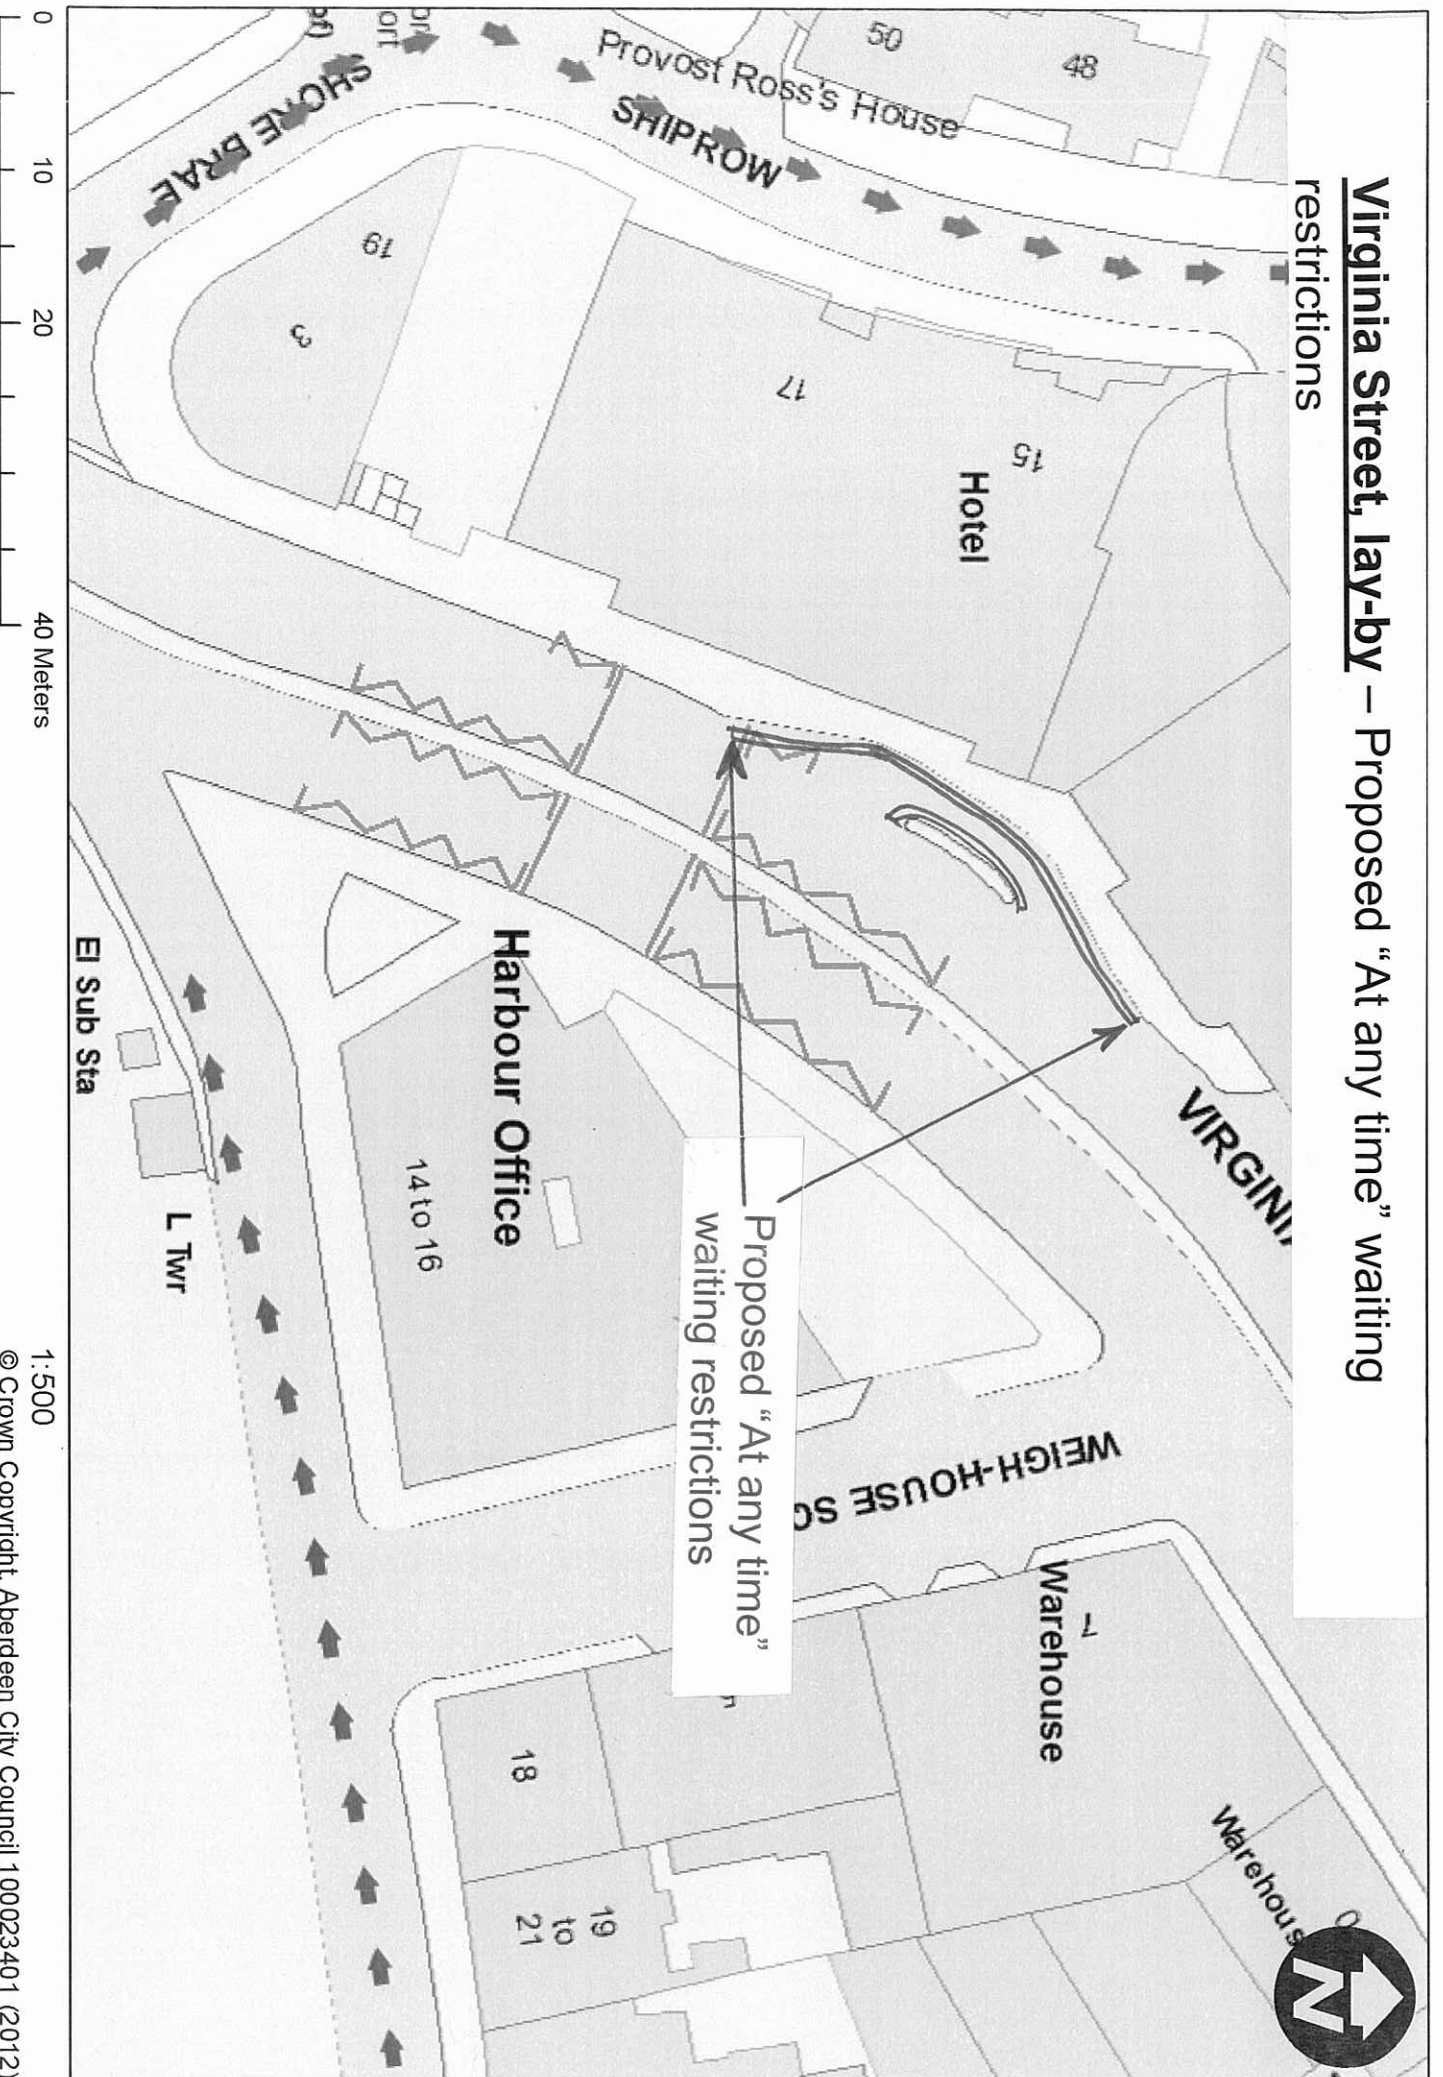 Virginia Street, lay-by – Proposed “At any time” waiting
restrictions
50
48
Provost Ross's House
SHIPROW
SHORE BRAE
19
3
17
15
Hotel
VIRGINI
Proposed “At any time”
waiting restrictions
Harbour Office
14 to 16
El Sub Sta
L Twr
WEIGH-HOUSE SQ
7
Warehouse
Warehous
18
19
to
21
N
0
10
20
40 Meters
1:500
© Crown Copyright. Aberdeen City Council 100023401 (2012)